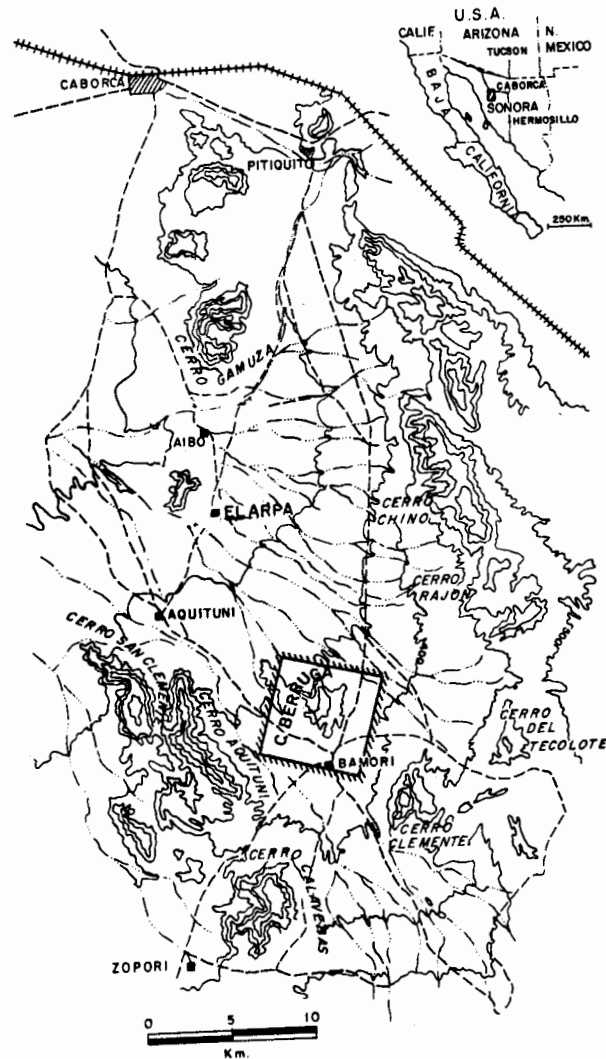 U.S.A.
CALIF
ARIZONA
N.
MEXICO
TUCSON
CABORCA
SONORA
HERMOSILLO
BAJA
CALIFORNIA
250 Km.
CABORCA
PITIQUITO
CERRO
GAMUZA
AIBO
EL ARPA
CERRO
CHINO
CERRO
RAJON
AQUITUNI
CERRO SAN CLEMENTE
CERRO AQUITUNI
C. BERRUGA
BAMORI
CERRO
DEL
TECOLOTE
CERRO
CLEMENTE
CERRO
CALAVERAS
ZOPORI
0 5 10
Km.